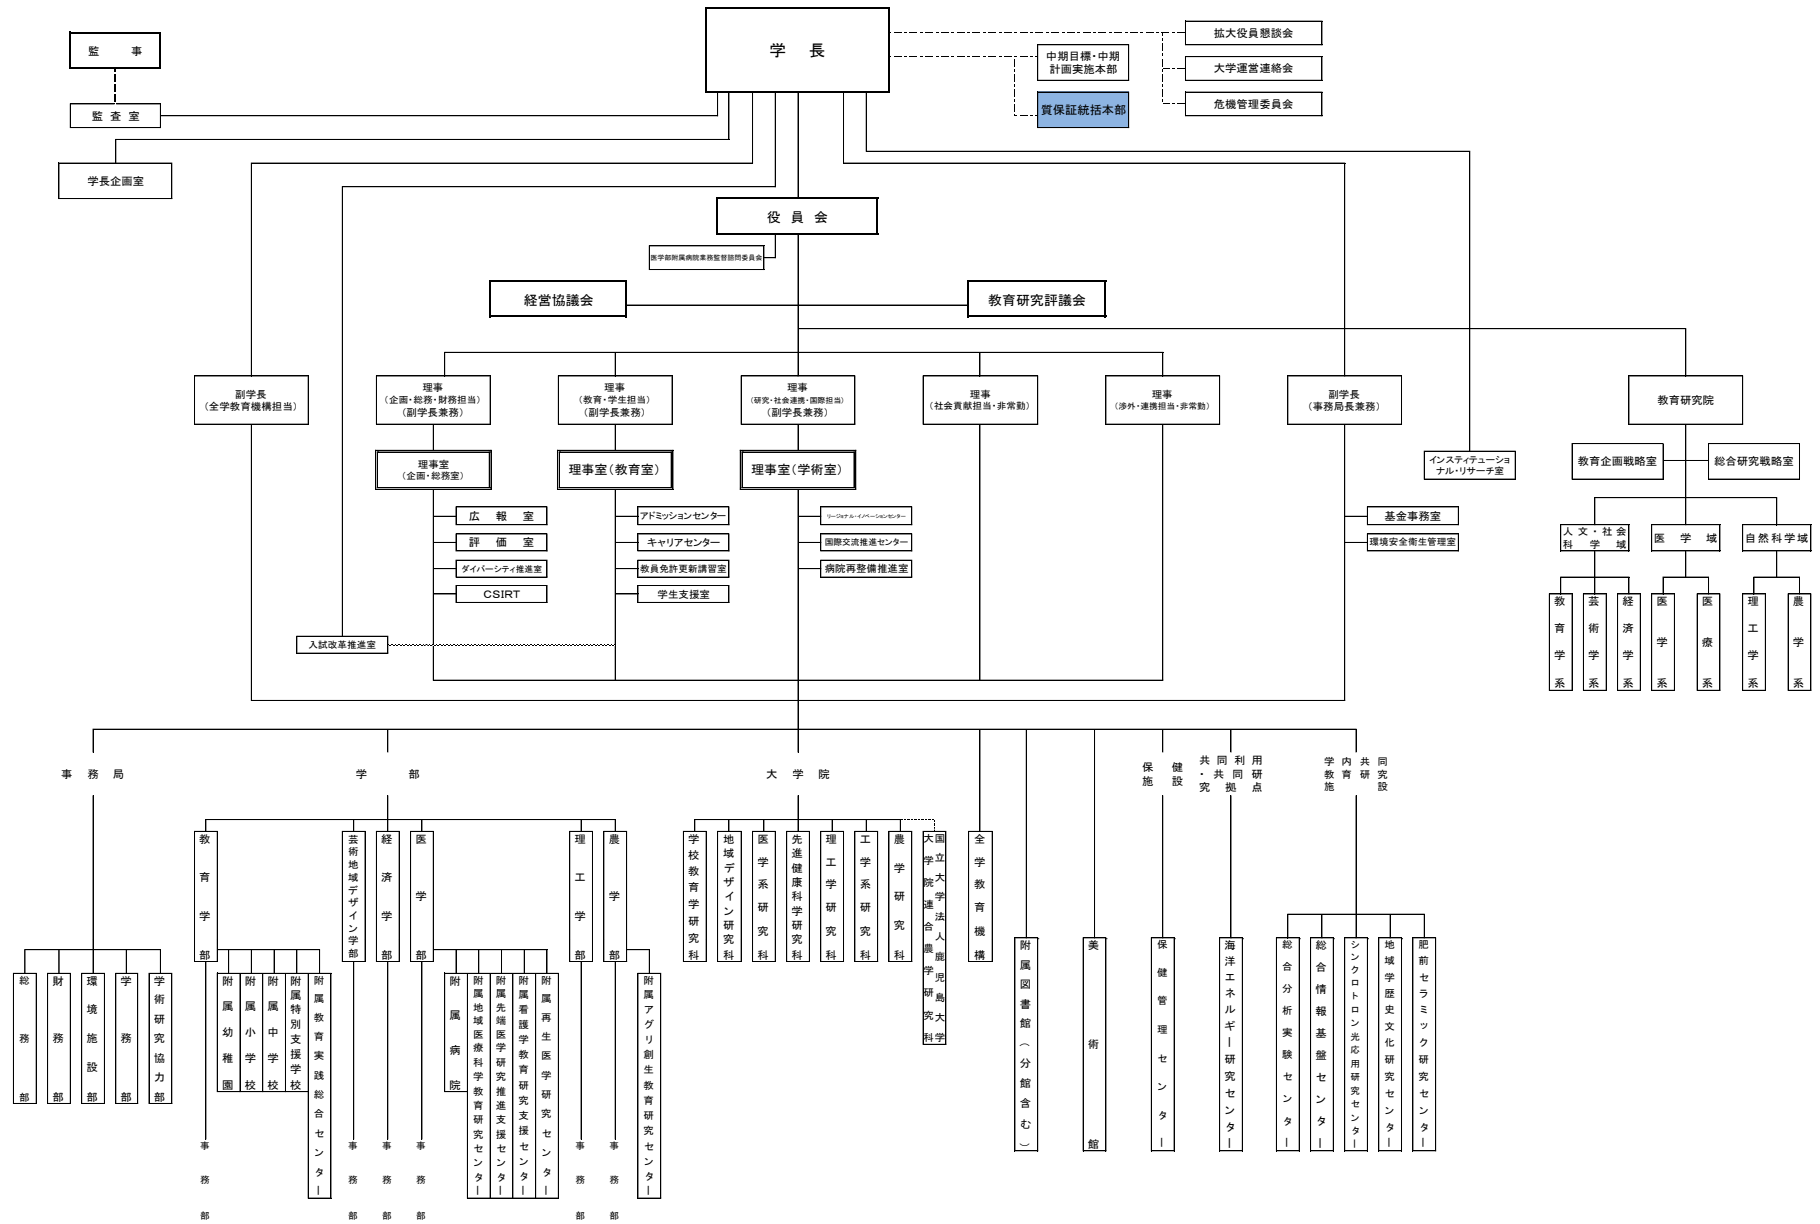 学 長
監 事
監 査 室
学長企画室
中期目標・中期
計画実施本部
質保証統括本部
拡大役員懇談会
大学運営連絡会
危機管理委員会
役 員 会
医学部附属病院業務監督諮問委員会
経営協議会
教育研究評議会
副学長
(全学教育機構担当)
理事
(企画・総務・財務担当)
(副学長兼務)
理事
(教育・学生担当)
(副学長兼務)
理事
(研究・社会連携・国際担当)
(副学長兼務)
理事
(社会貢献担当・非常勤)
理事
(渉外・連携担当・非常勤)
副学長
(事務局長兼務)
教育研究院
理事室
(企画・総務室)
理事室(教育室)
理事室(学術室)
インスティテューショ
ナル・リサーチ室
教育企画戦略室
総合研究戦略室
広 報 室
評 価 室
ダイバーシティ推進室
CSIRT
アドミッションセンター
キャリアセンター
教員免許更新講習室
学生支援室
リージョナル・イノベーションセンター
国際交流推進センター
病院再整備推進室
基金事務室
環境安全衛生管理室
人 文 ・ 社 会
科 学 域
医 学 域
自然科学域
教育学系
芸術学系
経済学系
医学系
医療系
理工学系
農学系
入試改革推進室
事 務 局
学 部
大 学 院
保 健
施 設
共 同 利 用
・ 共 同 研
究 拠 点
学 内 共 同
教 育 研 究
施 設
総務部
財務部
環境施設部
学務部
学術研究協力部
教育学部
附属幼稚園
附属小学校
附属中学校
附属特別支援学校
附属教育実践総合センター
事務部
芸術地域デザイン学部
事務部
経済学部
事務部
医学部
附属病院
附属地域医療科学教育研究センター
附属先端医学研究推進支援センター
附属看護学教育研究支援センター
附属再生医学研究センター
事務部
理工学部
事務部
農学部
附属アグリ創生教育研究センター
事務部
学校教育学研究科
地域デザイン研究科
医学系研究科
先進健康科学研究科
理工学研究科
工学系研究科
農学研究科
国立大学法人鹿児島大学
大学院連合農学研究科
全学教育機構
附属図書館(分館含む)
美術館
保健管理センター
海洋エネルギー研究センター
総合分析実験センター
総合情報基盤センター
シンクロトロン光応用研究センター
地域学歴史文化研究センター
肥前セラミック研究センター